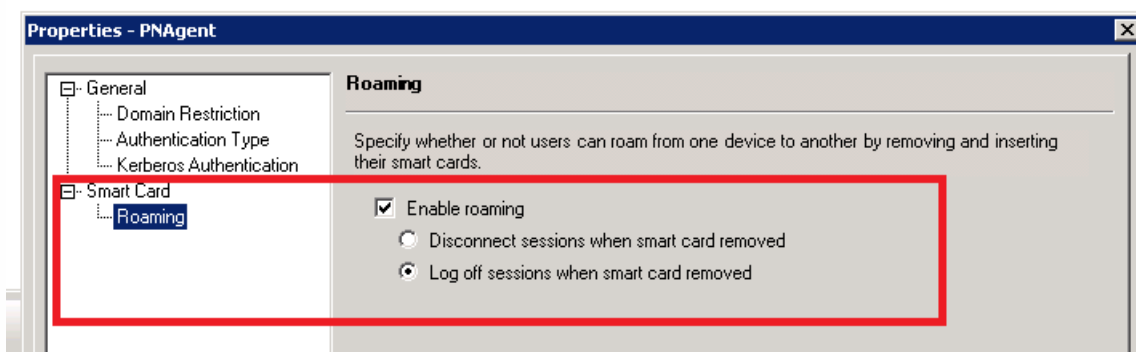 Properties - PNAgent
General
Domain Restriction
Authentication Type
Kerberos Authentication
Smart Card
Roaming
Roaming
Specify whether or not users can roam from one device to another by removing and inserting
their smart cards.
Enable roaming
Disconnect sessions when smart card removed
Log off sessions when smart card removed